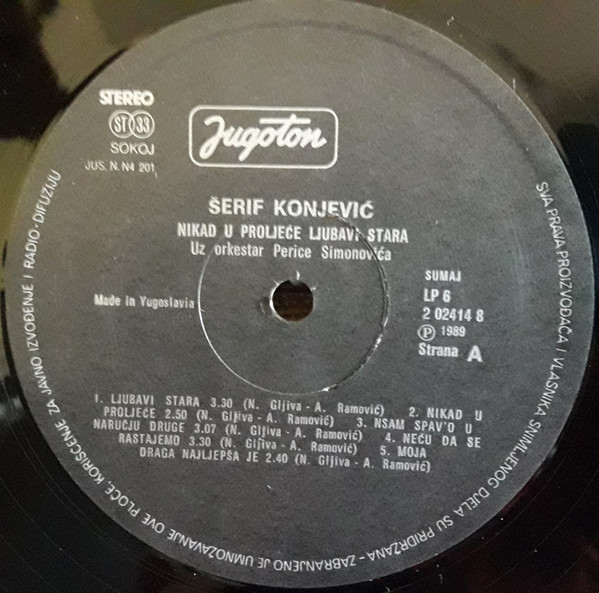 STEREO
ST 33
SOKOJ
JUS. N. N4 201
Jugoton
ŠERIF KONJEVIĆ
NIKAD U PROLJEĆE LJUBAVI STARA
Uz orkestar Perice Simonovića
Made in Yugoslavia
SUMAJ
LP 6
2 02414 8
Ⓟ 1989
Strana A
1. LJUBAVI STARA 3.30 (N. Gljiva - A. Ramović) 2. NIKAD U
PROLJEĆE 2.50 (N. Gljiva - A. Ramović) 3. NSAM SPAV'O U
NARUČJU DRUGE 3.07 (N. Gljiva - A. Ramović) 4. NEĆU DA SE
RASTAJEMO 3.30 (N. Gljiva - A. Ramović) 5. MOJA
DRAGA NAJLJEPŠA JE 2.40 (N. Gljiva - A. Ramović)
SVA PRAVA PROIZVOĐAČA I VLASNIKA SNIMLJENOG DJELA SU PRIDRŽANA - ZABRANJENO JE UMNOŽAVANJE OVE PLOČE, KORIŠĆENJE ZA JAVNO IZVOĐENJE I RADIO-DIFUZIJU